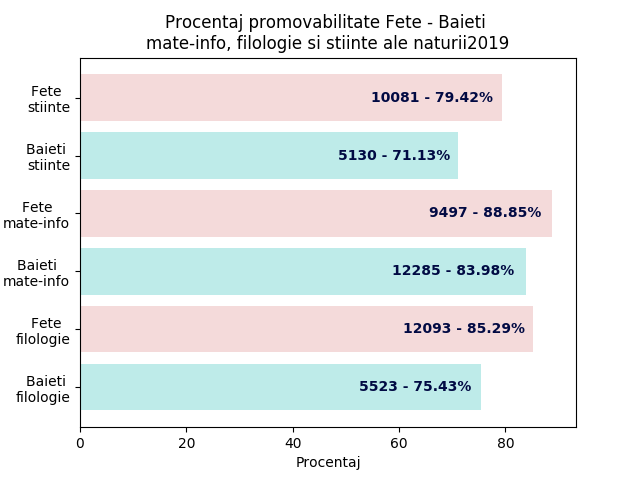 Procentaj promovabilitate Fete - Baieti
mate-info, filologie si stiinte ale naturii2019
Fete
stiinte
10081 - 79.42%
Baieti
stiinte
5130 - 71.13%
Fete
mate-info
9497 - 88.85%
Baieti
mate-info
12285 - 83.98%
Fete
filologie
12093 - 85.29%
Baieti
filologie
5523 - 75.43%
0 20 40 60 80
Procentaj